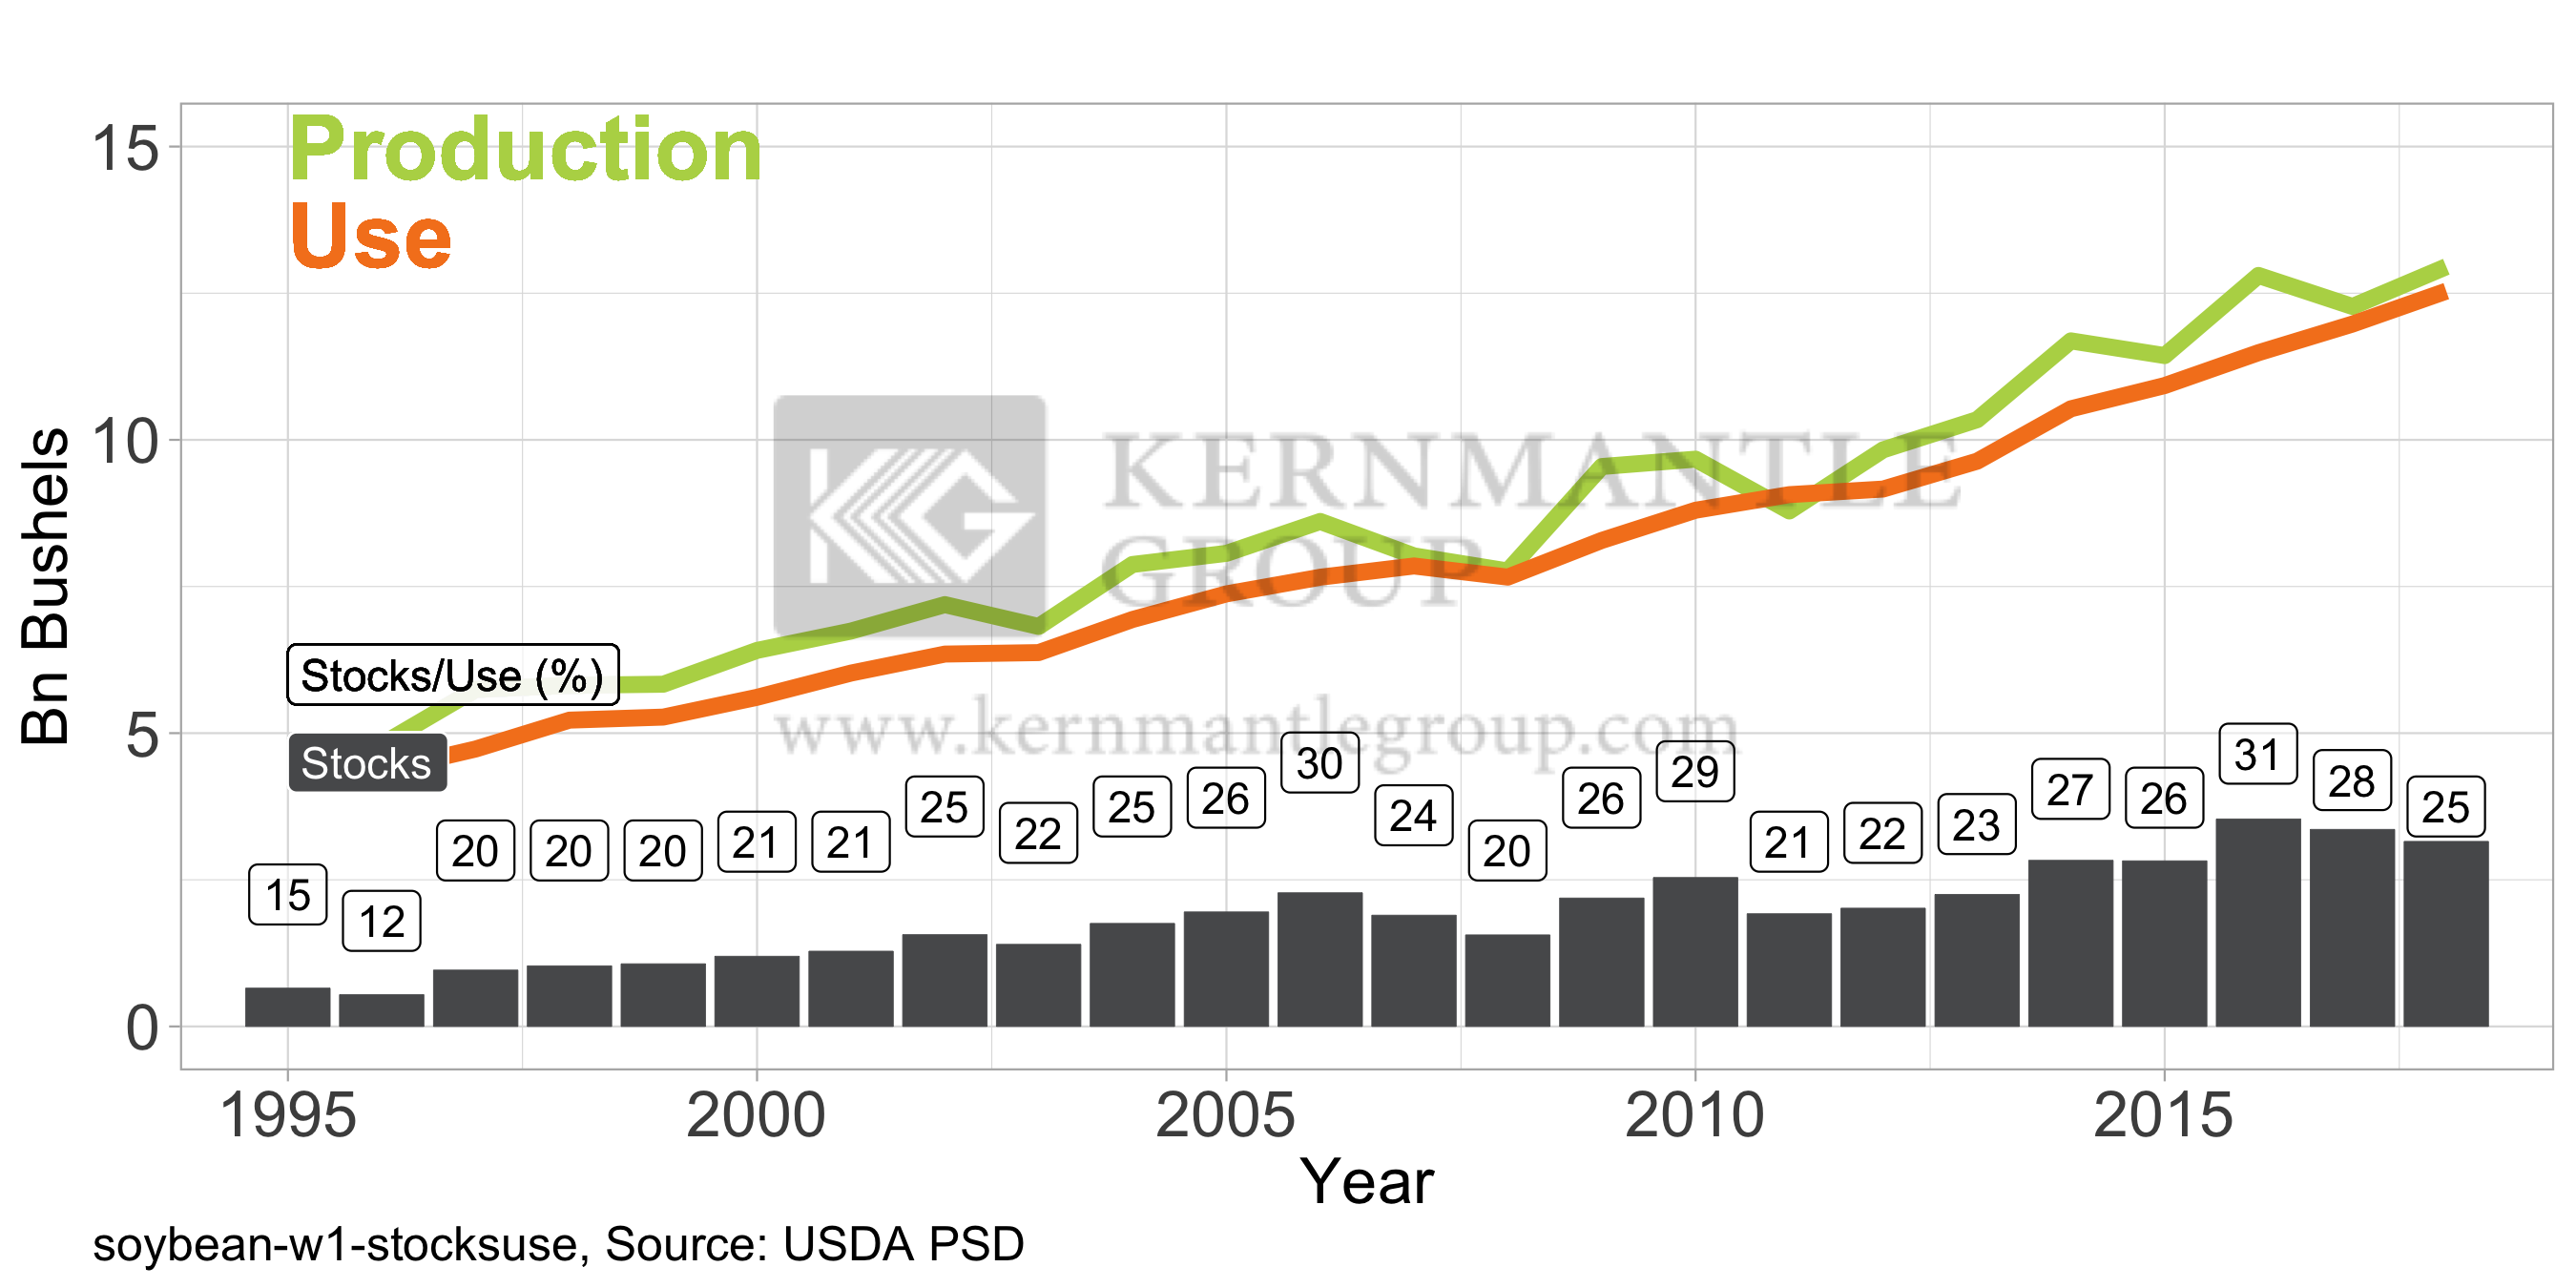 Production
Use
15
10
5
0
Bn Bushels
KERNMANTLE
GROUP
www.kernmantlegroup.com
Stocks/Use (%)
Stocks
15 12 20 20 20 21 21 25 22 25 26 30 24 20 26 29 21 22 23 27 26 31 28 25
1995 2000 2005 2010 2015
Year
soybean-w1-stocksuse, Source: USDA PSD